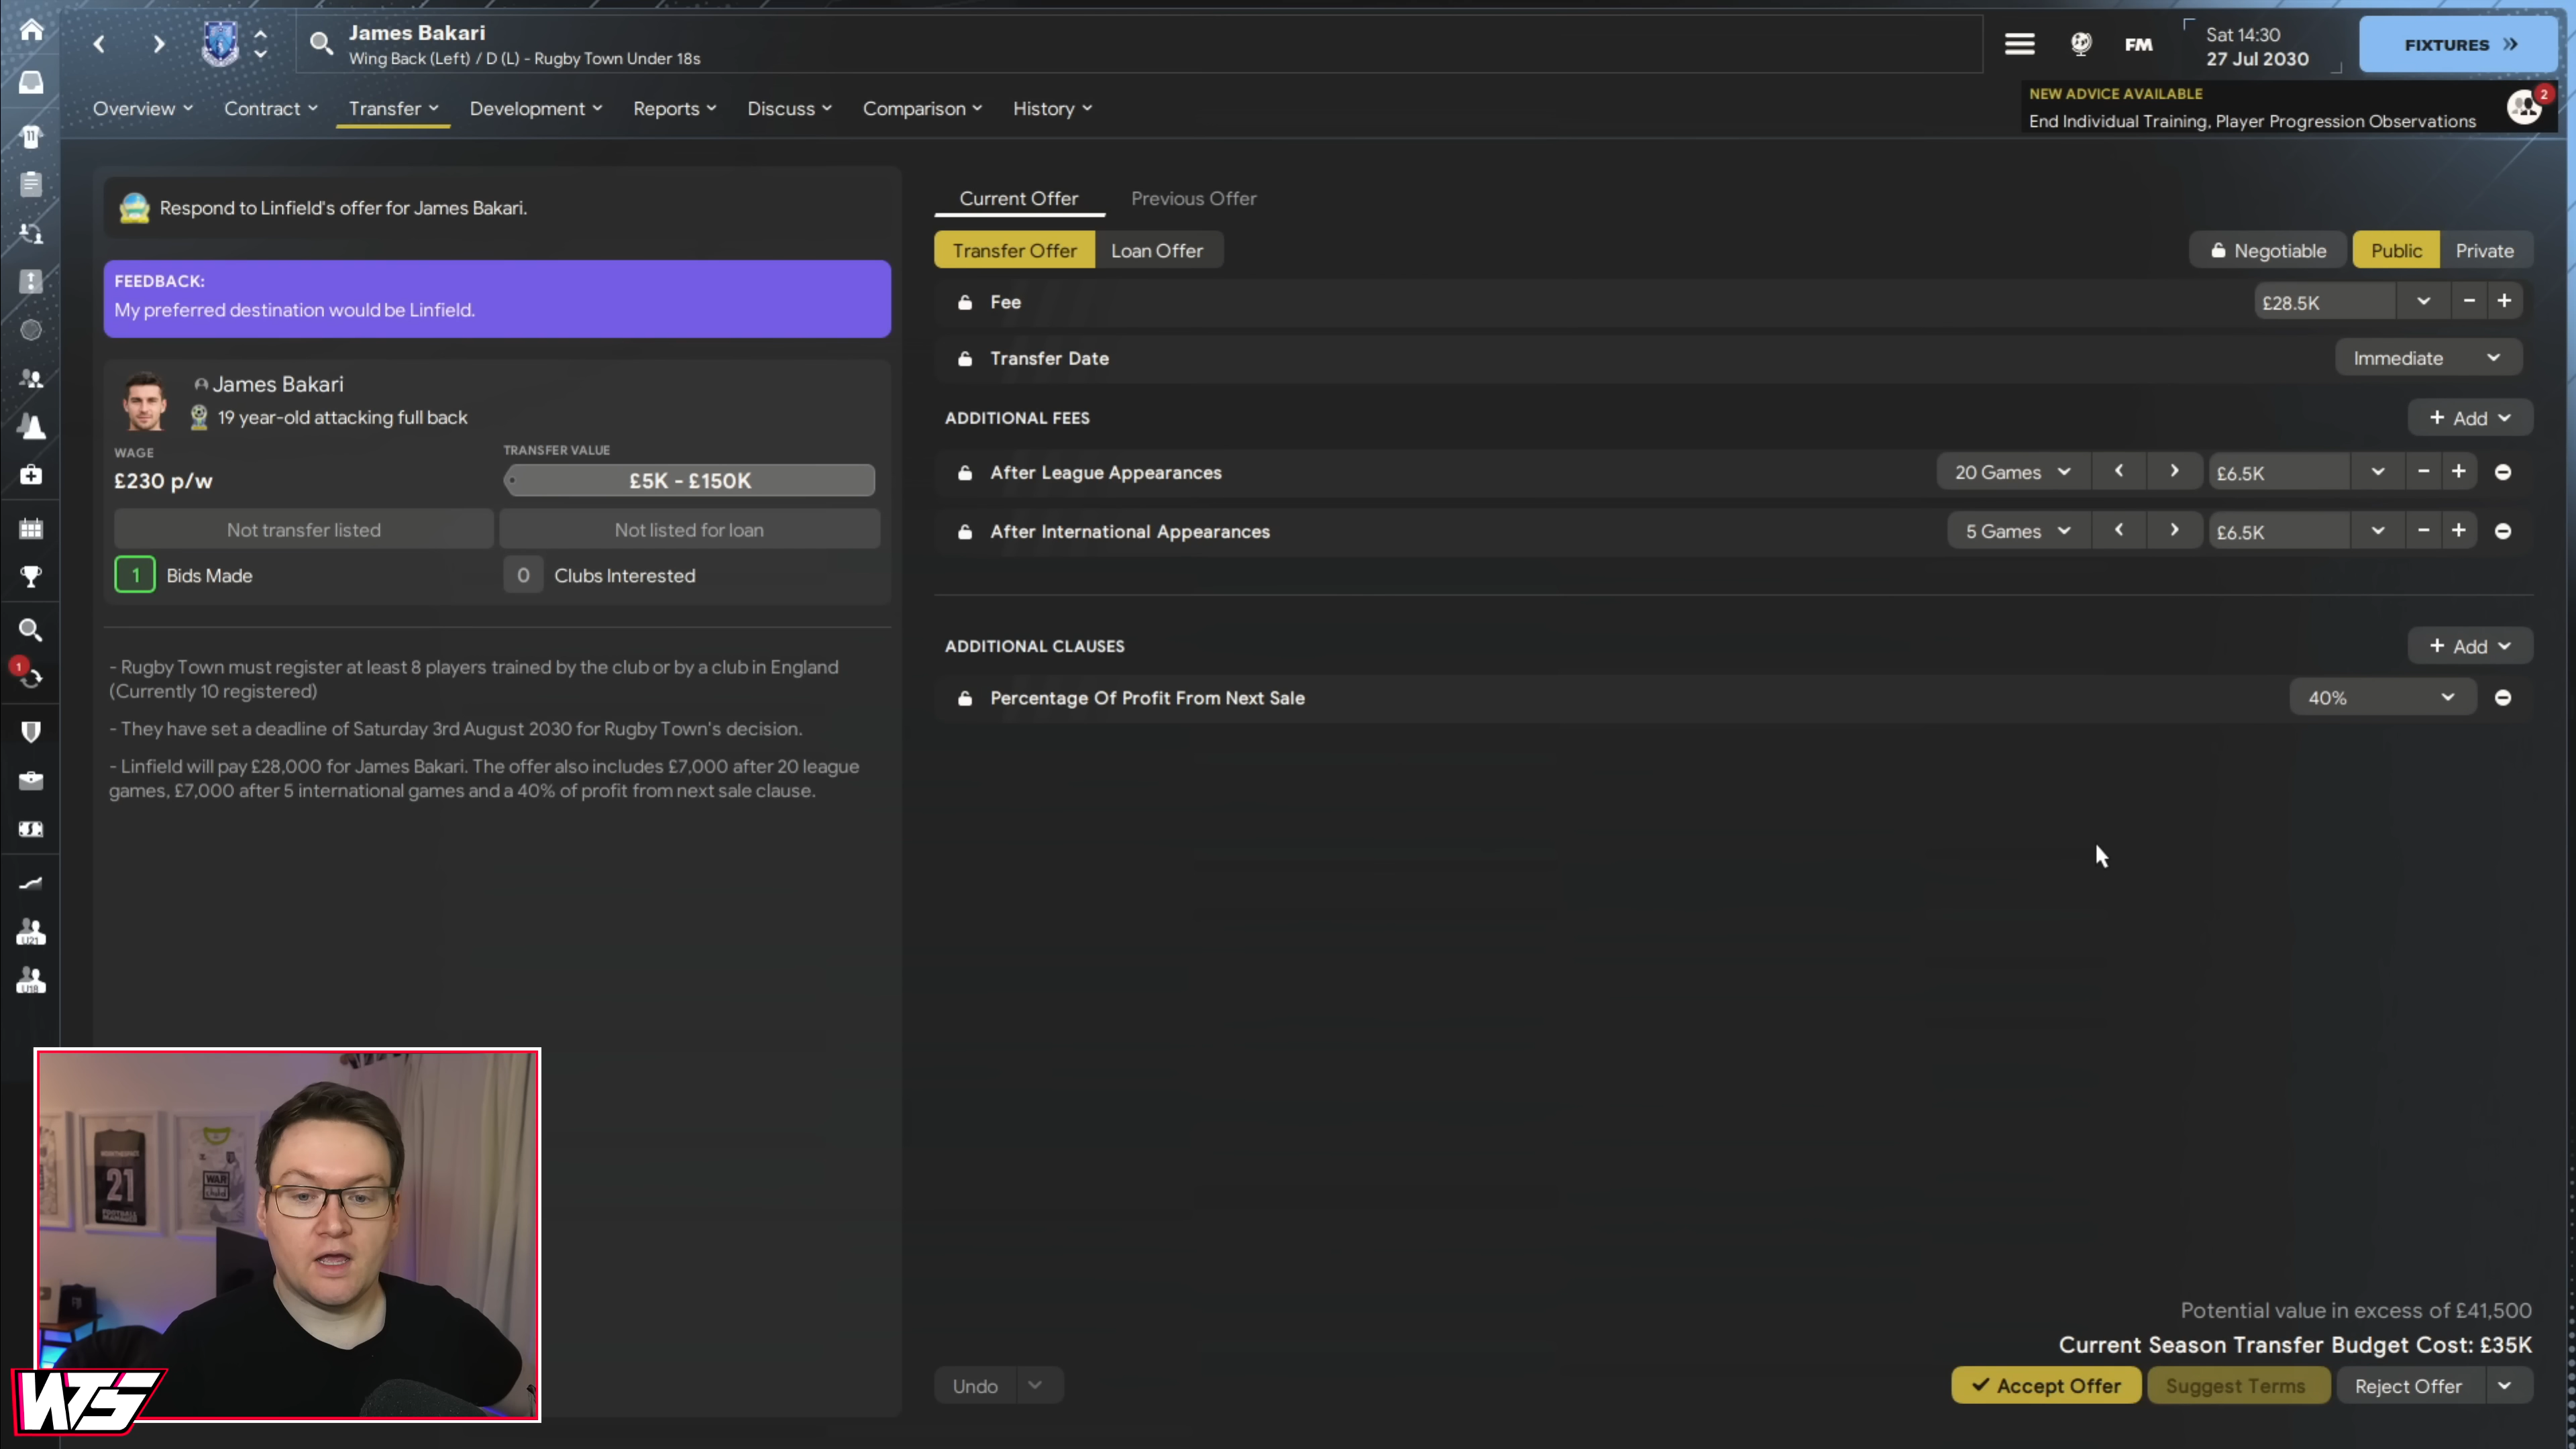 James Bakari
Wing Back (Left) / D (L) - Rugby Town Under 18s
FM
Sat 14:30
27 Jul 2030
FIXTURES
Overview
Contract
Transfer
Development
Reports
Discuss
Comparison
History
NEW ADVICE AVAILABLE
End Individual Training, Player Progression Observations
2
11
Respond to Linfield's offer for James Bakari.
FEEDBACK:
My preferred destination would be Linfield.
James Bakari
19 year-old attacking full back
WAGE
£230 p/w
TRANSFER VALUE
£5K - £150K
Not transfer listed
Not listed for loan
1 Bids Made
0 Clubs Interested
- Rugby Town must register at least 8 players trained by the club or by a club in England
(Currently 10 registered)
- They have set a deadline of Saturday 3rd August 2030 for Rugby Town's decision.
- Linfield will pay £28,000 for James Bakari. The offer also includes £7,000 after 20 league
games, £7,000 after 5 international games and a 40% of profit from next sale clause.
Current Offer
Previous Offer
Transfer Offer
Loan Offer
Negotiable
Public
Private
Fee
£28.5K
Transfer Date
Immediate
ADDITIONAL FEES
+ Add
After League Appearances
20 Games
£6.5K
After International Appearances
5 Games
£6.5K
ADDITIONAL CLAUSES
+ Add
Percentage Of Profit From Next Sale
40%
1
U21
U18
Potential value in excess of £41,500
Current Season Transfer Budget Cost: £35K
Undo
Accept Offer
Suggest Terms
Reject Offer
21
FOOTBALL
MANAGER
WAR
child
WTS